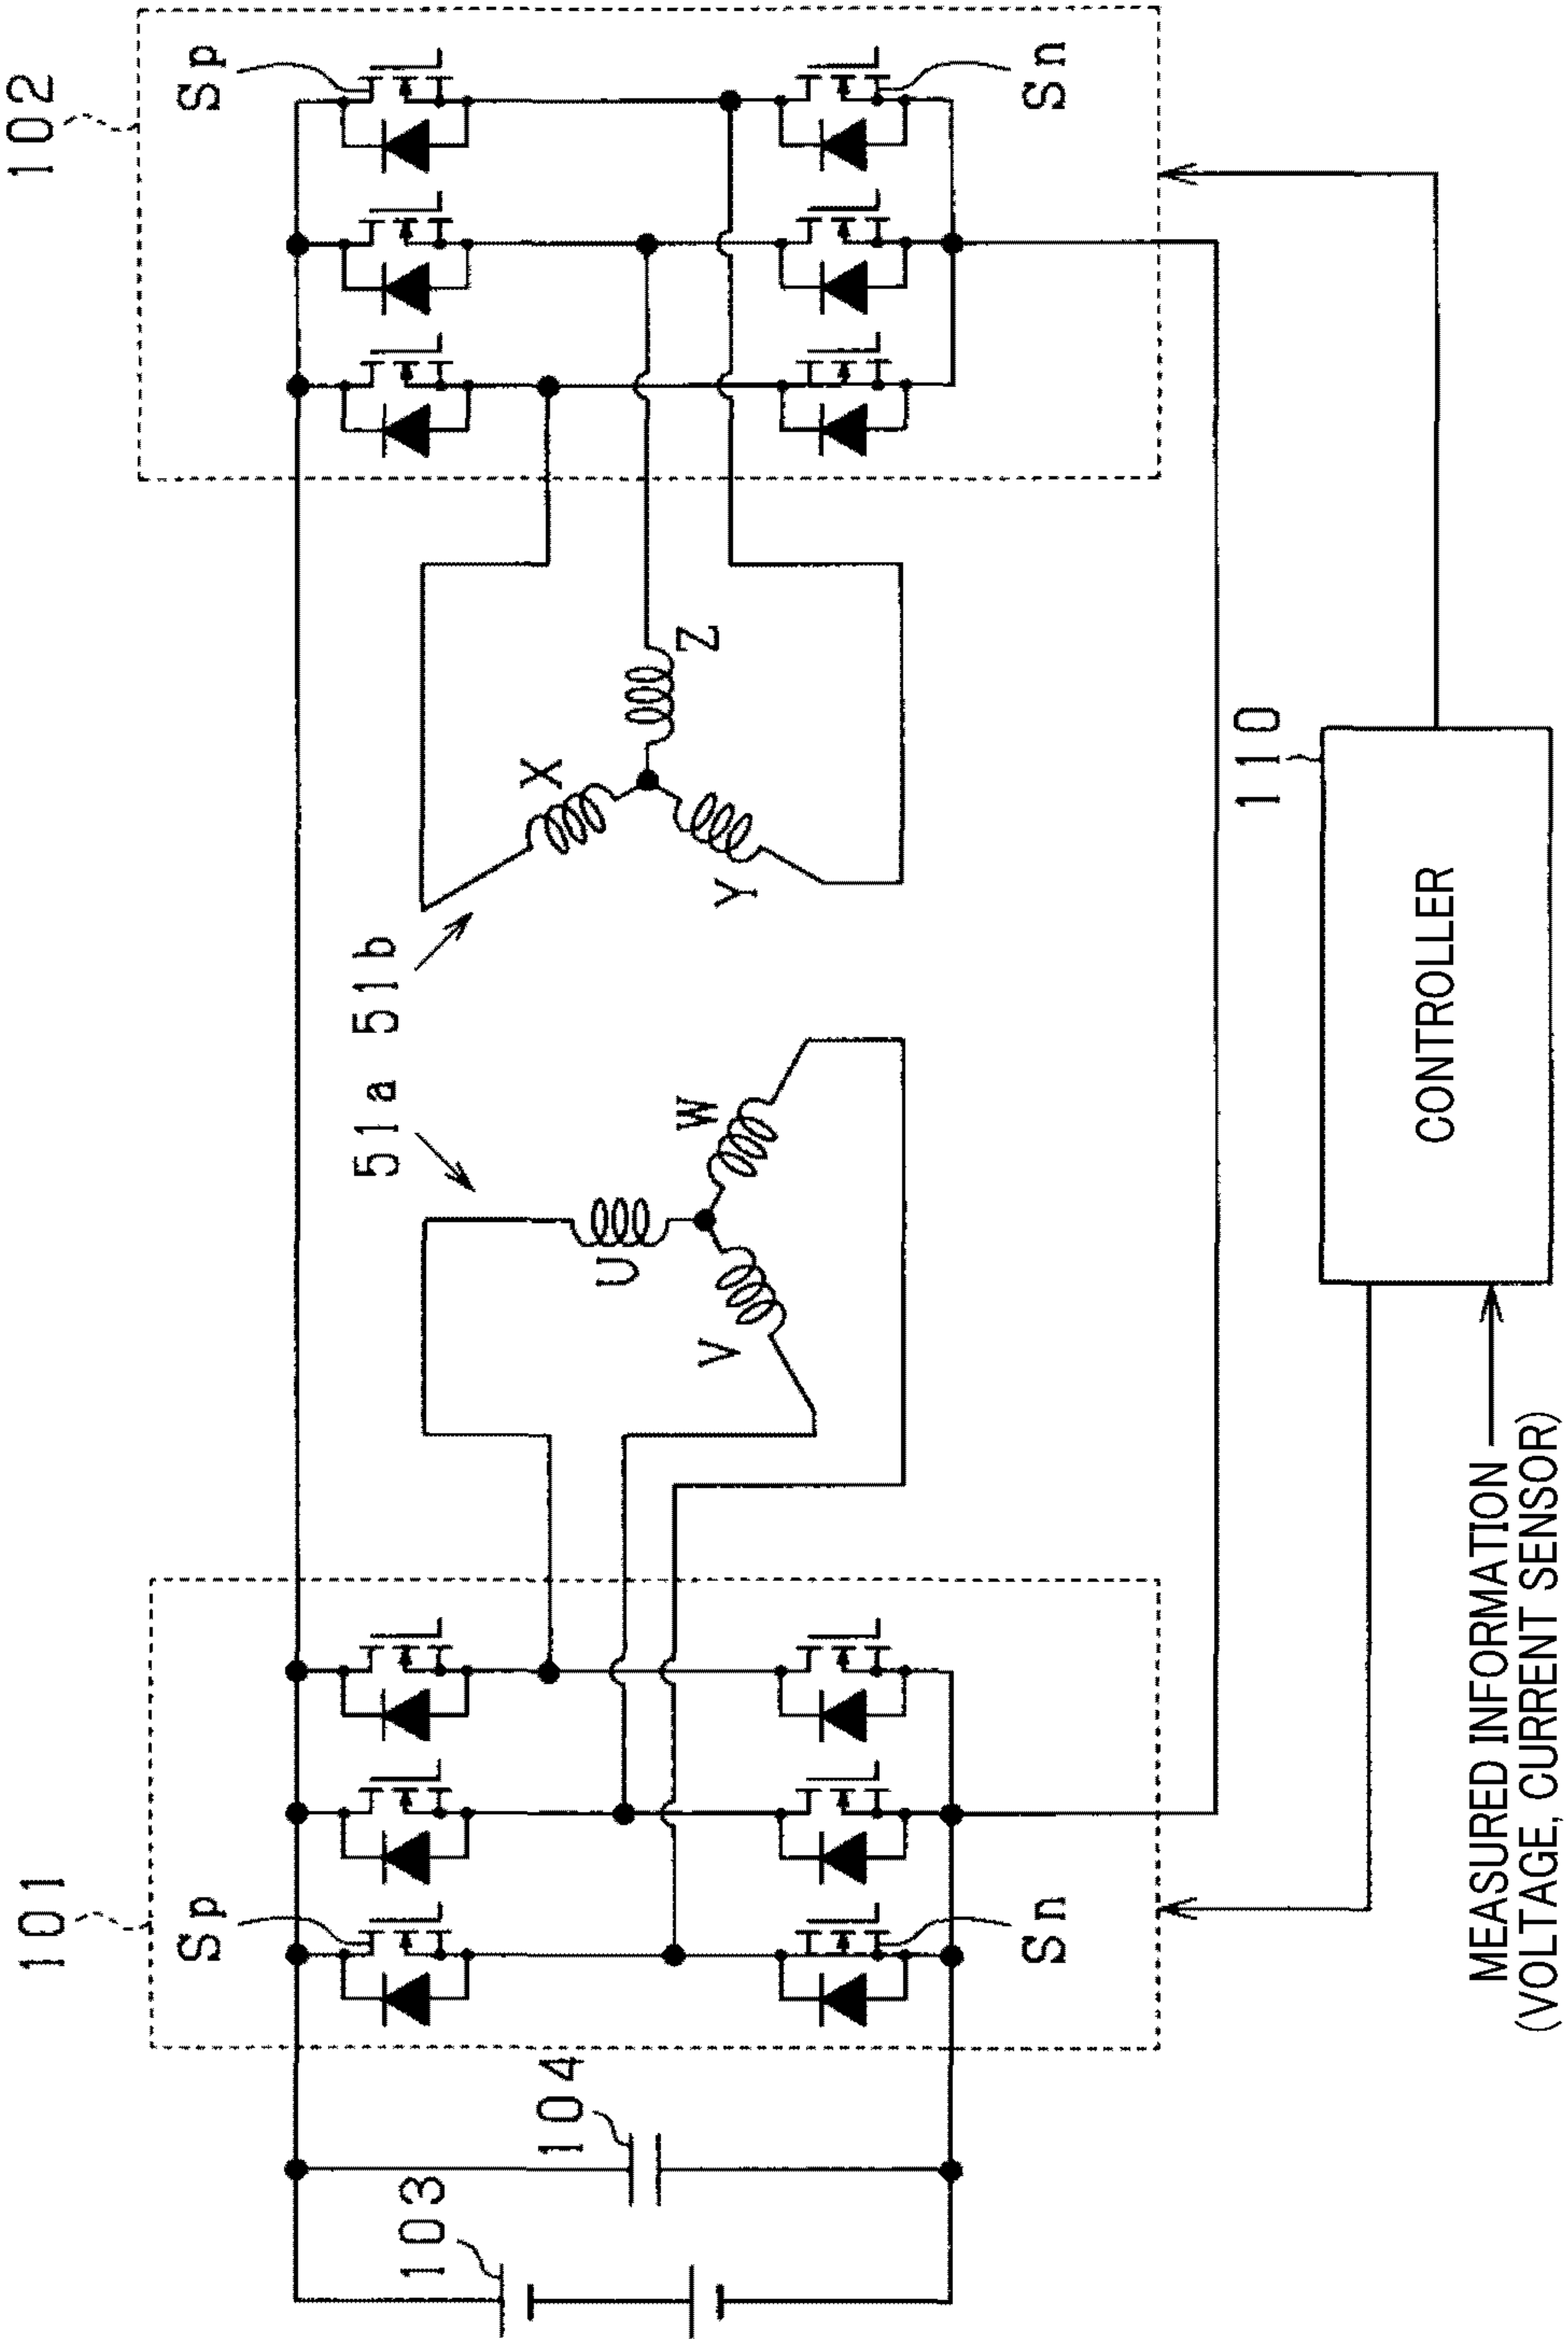 101
102
Sp
Sp
103
104
51a
51b
U
V
W
X
Y
Z
Sn
Sn
110
CONTROLLER
MEASURED INFORMATION
(VOLTAGE, CURRENT SENSOR)